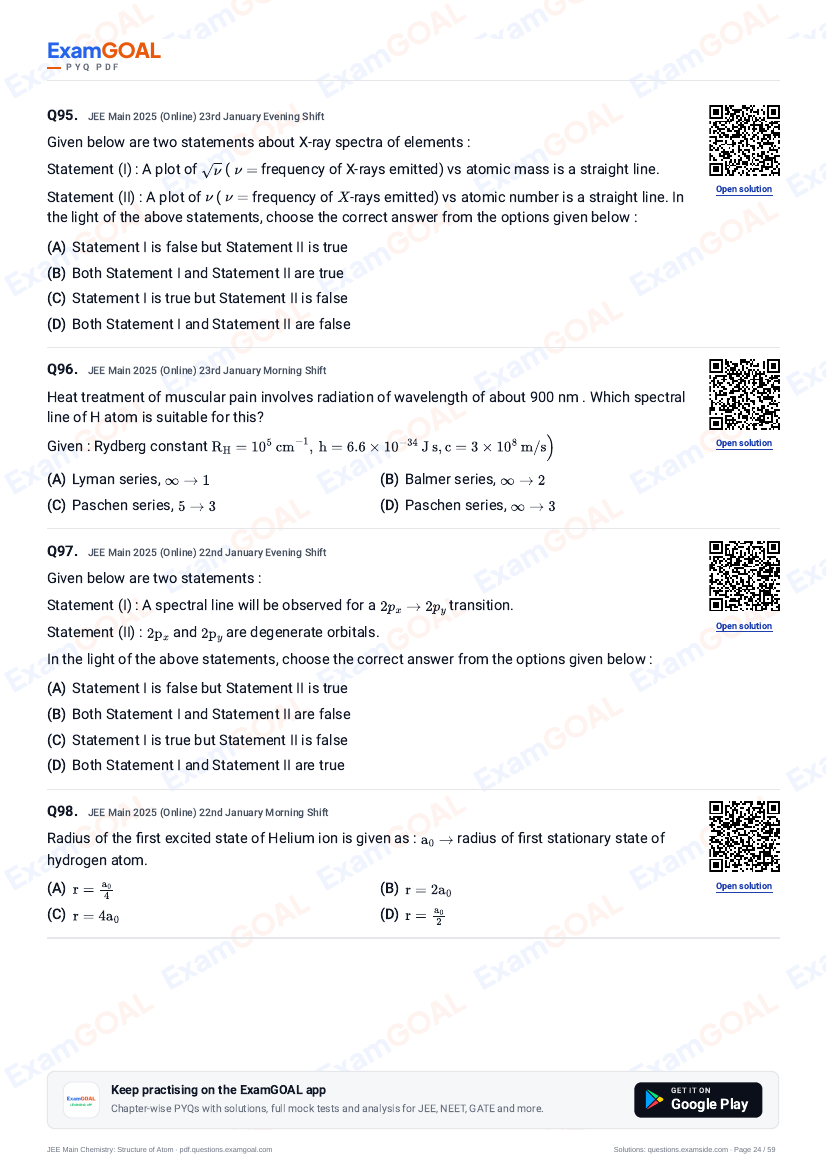 ExamGOAL
PYQ PDF
Q95. JEE Main 2025 (Online) 23rd January Evening Shift
Given below are two statements about X-ray spectra of elements :
Open solution
Statement (I) : A plot of √ν ( ν = frequency of X-rays emitted) vs atomic mass is a straight line.
Statement (II) : A plot of ν ( ν = frequency of X-rays emitted) vs atomic number is a straight line. In
the light of the above statements, choose the correct answer from the options given below :
(A) Statement I is false but Statement II is true
(B) Both Statement I and Statement II are true
(C) Statement I is true but Statement II is false
(D) Both Statement I and Statement II are false
Q96. JEE Main 2025 (Online) 23rd January Morning Shift
Heat treatment of muscular pain involves radiation of wavelength of about 900 nm . Which spectral
line of H atom is suitable for this?
Open solution
Given : Rydberg constant R_H = 10⁵ cm⁻¹, h = 6.6 × 10⁻³⁴ J s, c = 3 × 10⁸ m/s)
(A) Lyman series, ∞ → 1
(B) Balmer series, ∞ → 2
(C) Paschen series, 5 → 3
(D) Paschen series, ∞ → 3
Q97. JEE Main 2025 (Online) 22nd January Evening Shift
Given below are two statements :
Statement (I) : A spectral line will be observed for a 2pₓ → 2p_y transition.
Open solution
Statement (II) : 2pₓ and 2p_y are degenerate orbitals.
In the light of the above statements, choose the correct answer from the options given below :
(A) Statement I is false but Statement II is true
(B) Both Statement I and Statement II are false
(C) Statement I is true but Statement II is false
(D) Both Statement I and Statement II are true
Q98. JEE Main 2025 (Online) 22nd January Morning Shift
Radius of the first excited state of Helium ion is given as : a₀ → radius of first stationary state of
hydrogen atom.
Open solution
(A) r = a₀/4
(B) r = 2a₀
(C) r = 4a₀
(D) r = a₀/2
Keep practising on the ExamGOAL app
Chapter-wise PYQs with solutions, full mock tests and analysis for JEE, NEET, GATE and more.
GET IT ON
Google Play
JEE Main Chemistry: Structure of Atom · pdf.questions.examgoal.com
Solutions: questions.examside.com · Page 24 / 59